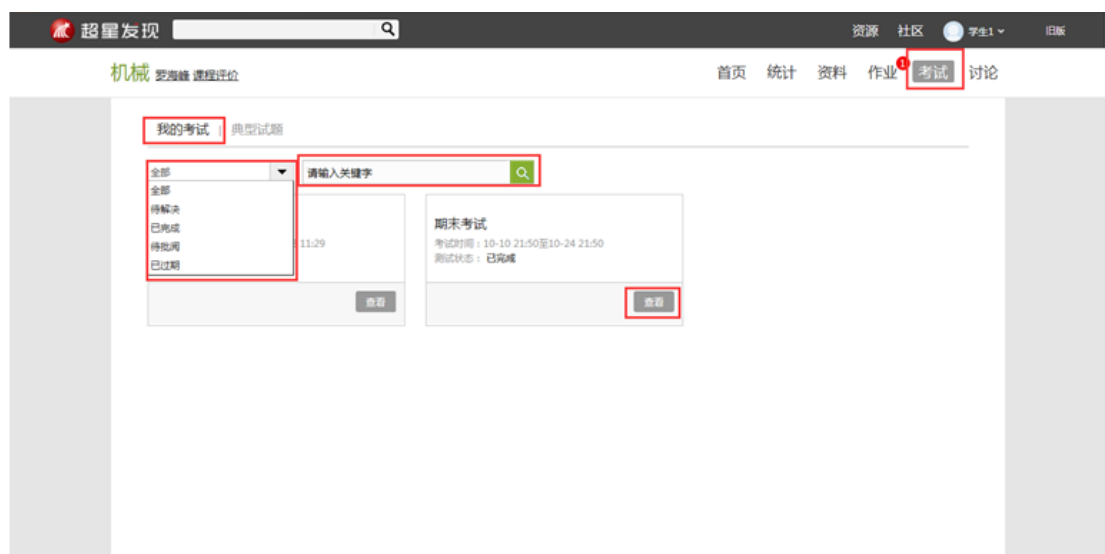 超星发现 资源 社区 学生1 旧版
机械 罗海峰 课程评价 首页 统计 资料 作业 1 考试 讨论
我的考试 | 典型试题
全部 请输入关键字
全部
待解决
已完成
待批阅
已过期
11:29
期末考试
考试时间：10-10 21:50至10-24 21:50
测试状态： 已完成
查看 查看